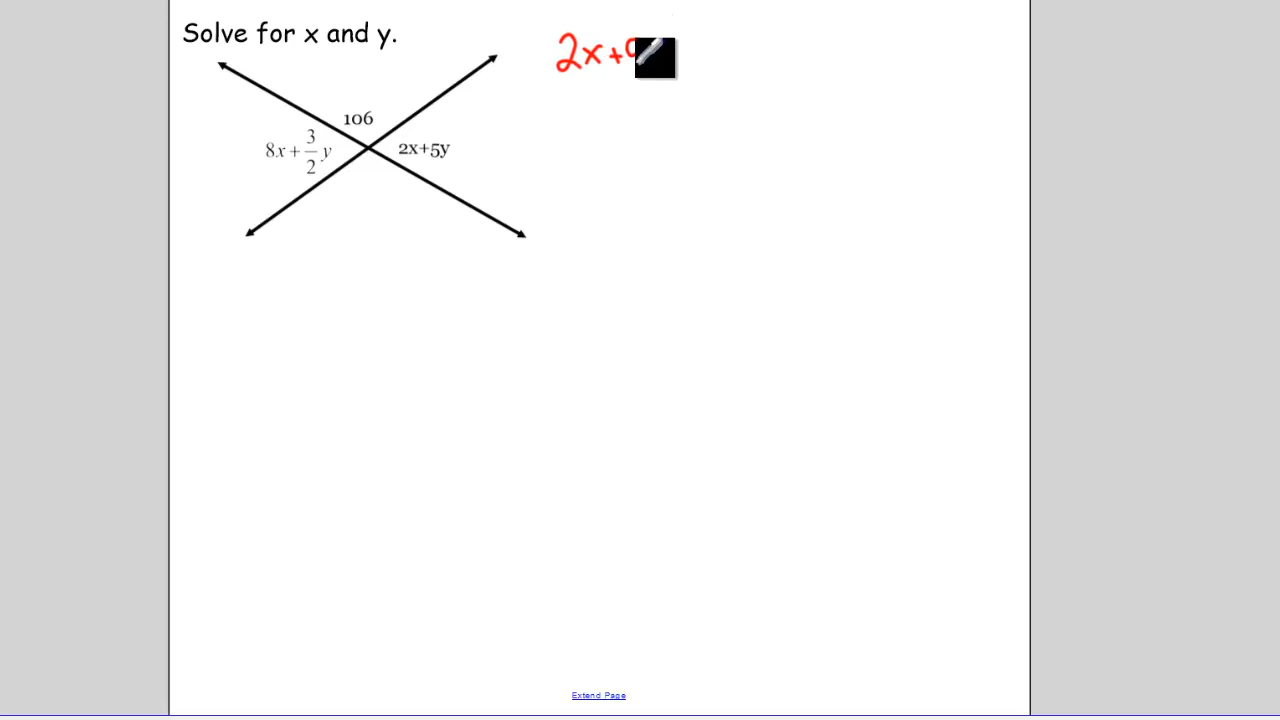 Solve for x and y.
2x+
106
8x + 3/2 y
2x+5y
Extend Page